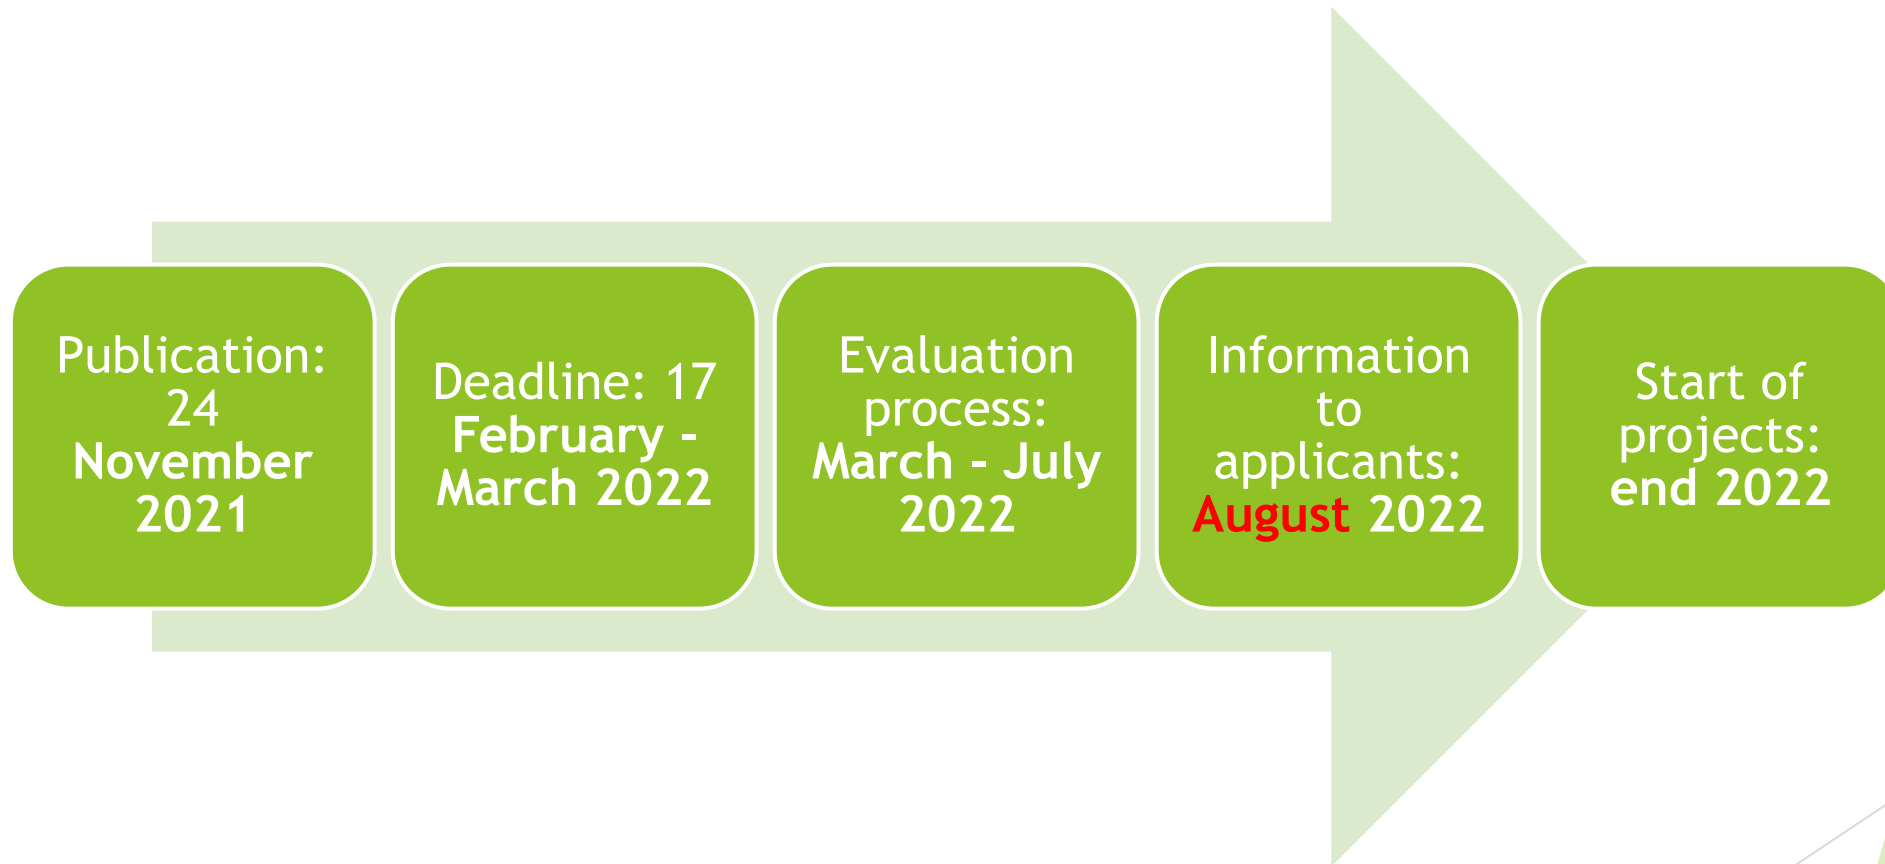 Publication:
24
November
2021
Deadline: 17
February -
March 2022
Evaluation
process:
March - July
2022
Information
to
applicants:
August 2022
Start of
projects:
end 2022